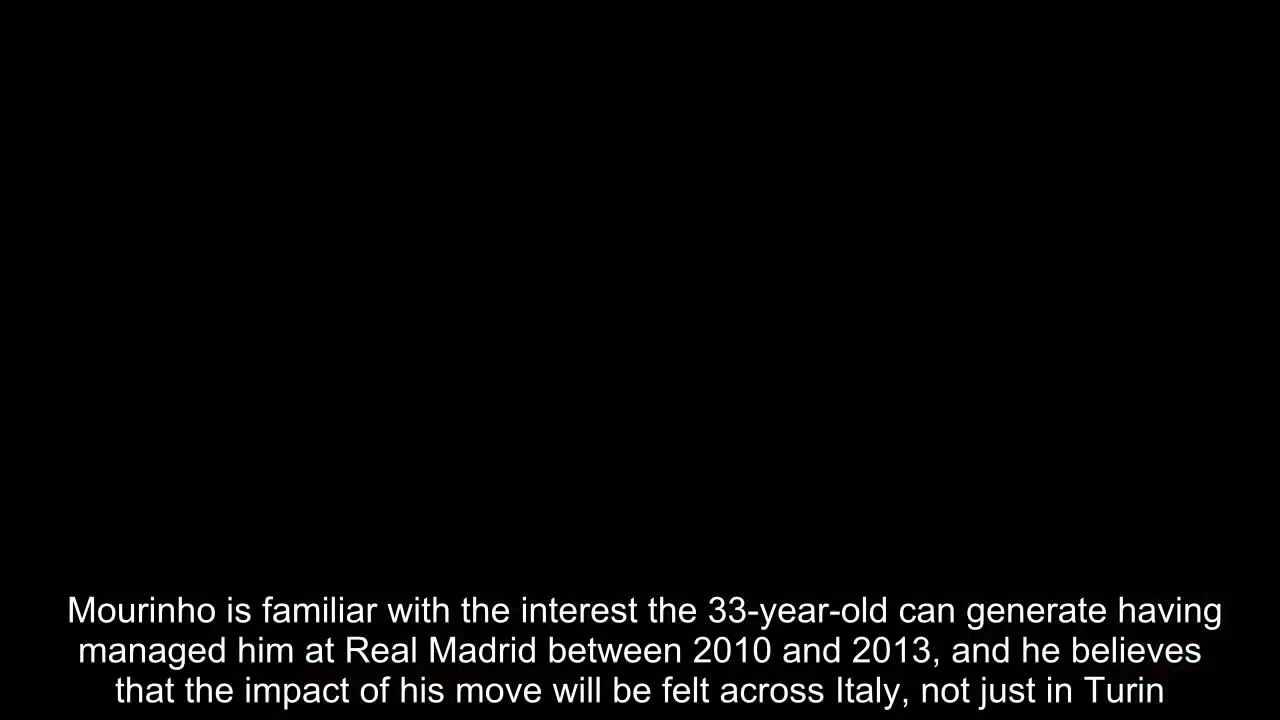 Mourinho is familiar with the interest the 33-year-old can generate having
managed him at Real Madrid between 2010 and 2013, and he believes
that the impact of his move will be felt across Italy, not just in Turin